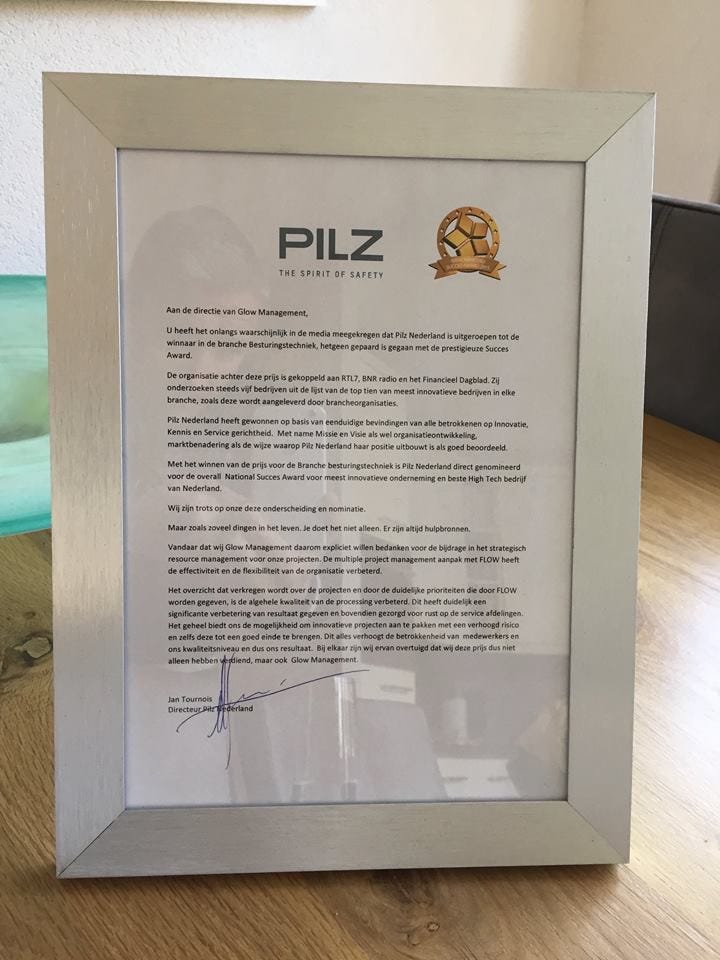 PILZ
THE SPIRIT OF SAFETY
Aan de directie van Glow Management,
U heeft het onlangs waarschijnlijk in de media meegekregen dat Pilz Nederland is uitgeroepen tot de
winnaar in de branche Besturingstechniek, hetgeen gepaard is gegaan met de prestigieuze Succes
Award.
De organisatie achter deze prijs is gekoppeld aan RTL7, BNR radio en het Financieel Dagblad. Zij
onderzoeken steeds vijf bedrijven uit de lijst van de top tien van meest innovatieve bedrijven in elke
branche, zoals deze wordt aangeleverd door brancheorganisaties.
Pilz Nederland heeft gewonnen op basis van eenduidige bevindingen van alle betrokkenen op Innovatie,
Kennis en Service gerichtheid. Met name Missie en Visie als wel organisatieontwikkeling,
marktbenadering als de wijze waarop Pilz Nederland haar positie uitbouwt is als goed beoordeeld.
Met het winnen van de prijs voor de Branche besturingstechniek is Pilz Nederland direct genomineerd
voor de overall National Succes Award voor meest innovatieve onderneming en beste High Tech bedrijf
van Nederland.
Wij zijn trots op onze deze onderscheiding en nominatie.
Maar zoals zoveel dingen in het leven. Je doet het niet alleen. Er zijn altijd hulpbronnen.
Vandaar dat wij Glow Management daarom expliciet willen bedanken voor de bijdrage in het strategisch
resource management voor onze projecten. De multiple project management aanpak met FLOW heeft
de effectiviteit en de flexibiliteit van de organisatie verbeterd.
Het overzicht dat verkregen wordt over de projecten en door de duidelijke prioriteiten die door FLOW
worden gegeven, is de algehele kwaliteit van de processing verbeterd. Dit heeft duidelijk een
significante verbetering van resultaat gegeven en bovendien gezorgd voor rust op de service afdelingen.
Het geheel biedt ons de mogelijkheid om innovatieve projecten aan te pakken met een verhoogd risico
en zelfs deze tot een goed einde te brengen. Dit alles verhoogt de betrokkenheid van medewerkers en
ons kwaliteitsniveau en dus ons resultaat. Bij elkaar zijn wij ervan overtuigd dat wij deze prijs dus niet
alleen hebben verdiend, maar ook Glow Management.
Jan Tournois
Directeur Pilz Nederland